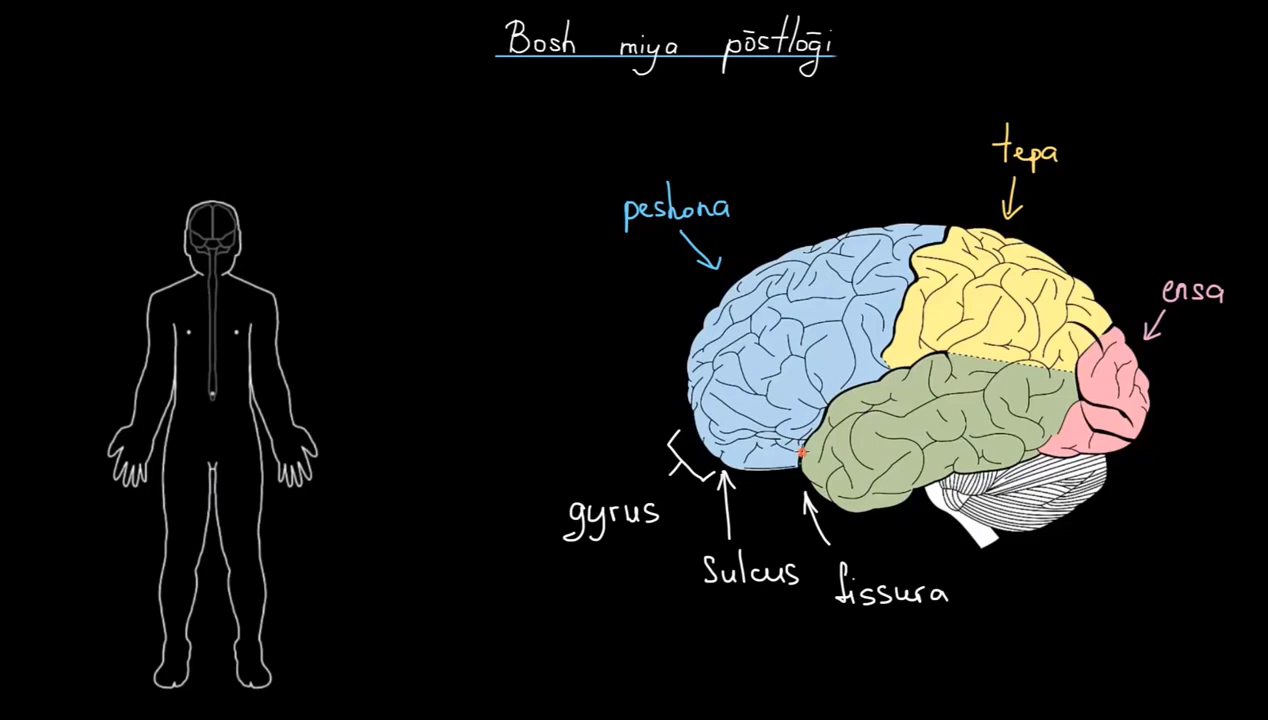 Bosh miya pōstlōgi
tepa
peshona
ensa
gyrus
Sulcus
fissura